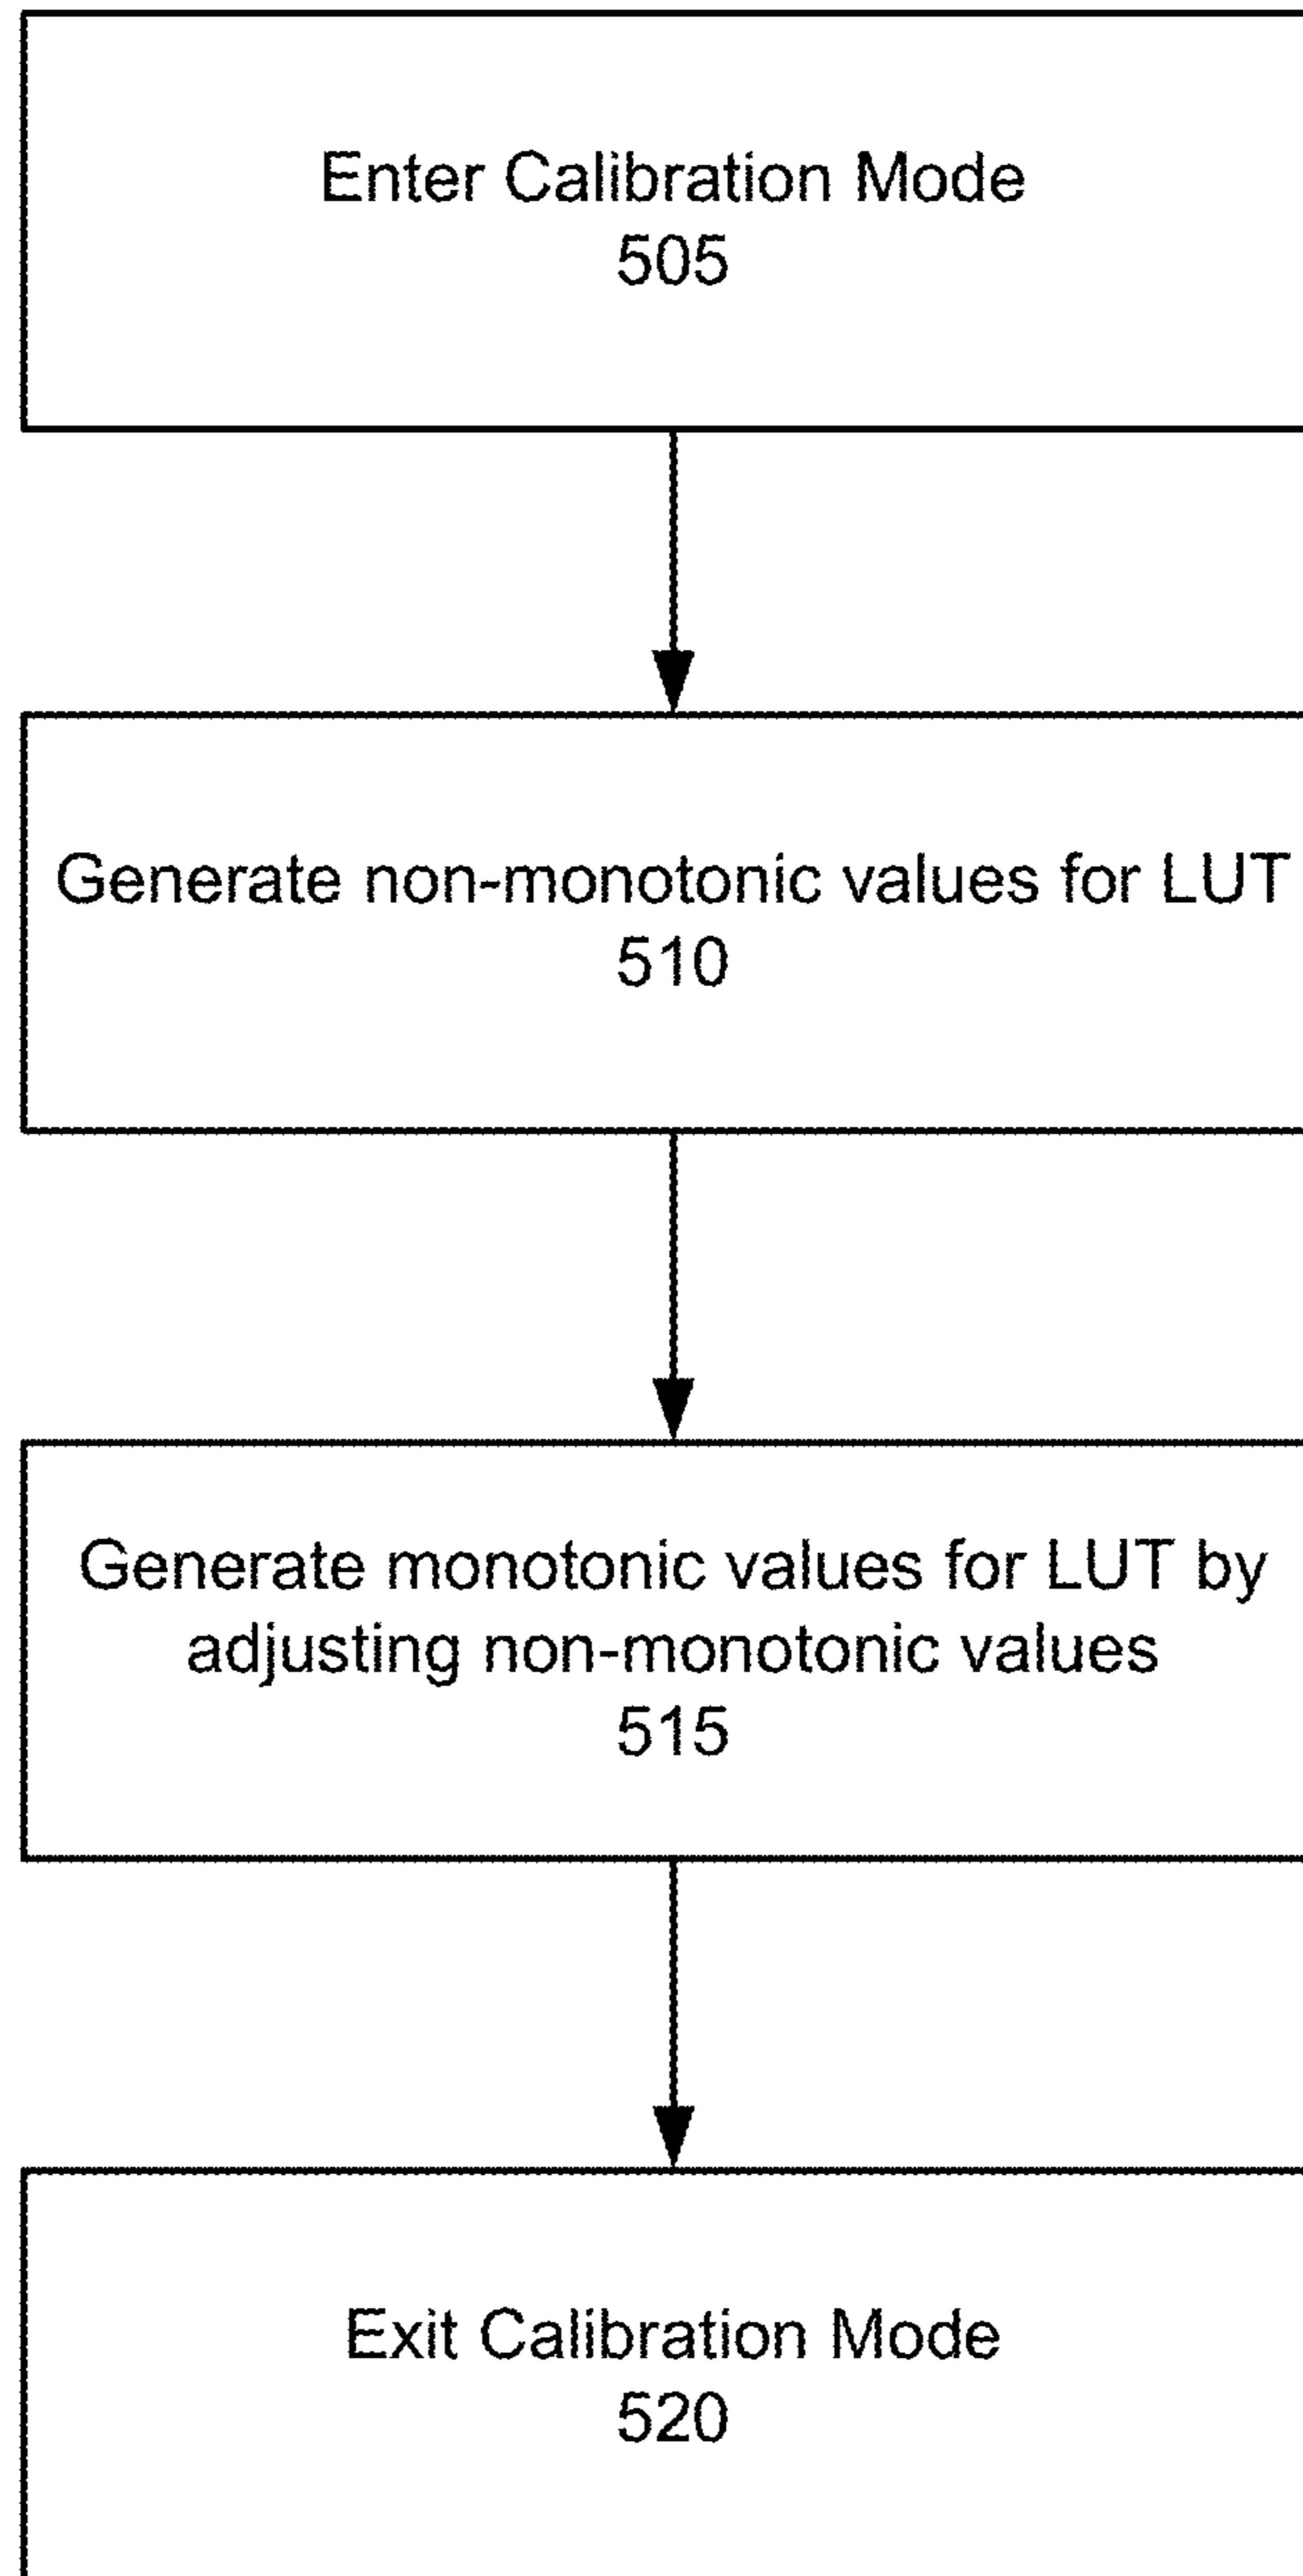 Enter Calibration Mode
505
Generate non-monotonic values for LUT
510
Generate monotonic values for LUT by
adjusting non-monotonic values
515
Exit Calibration Mode
520